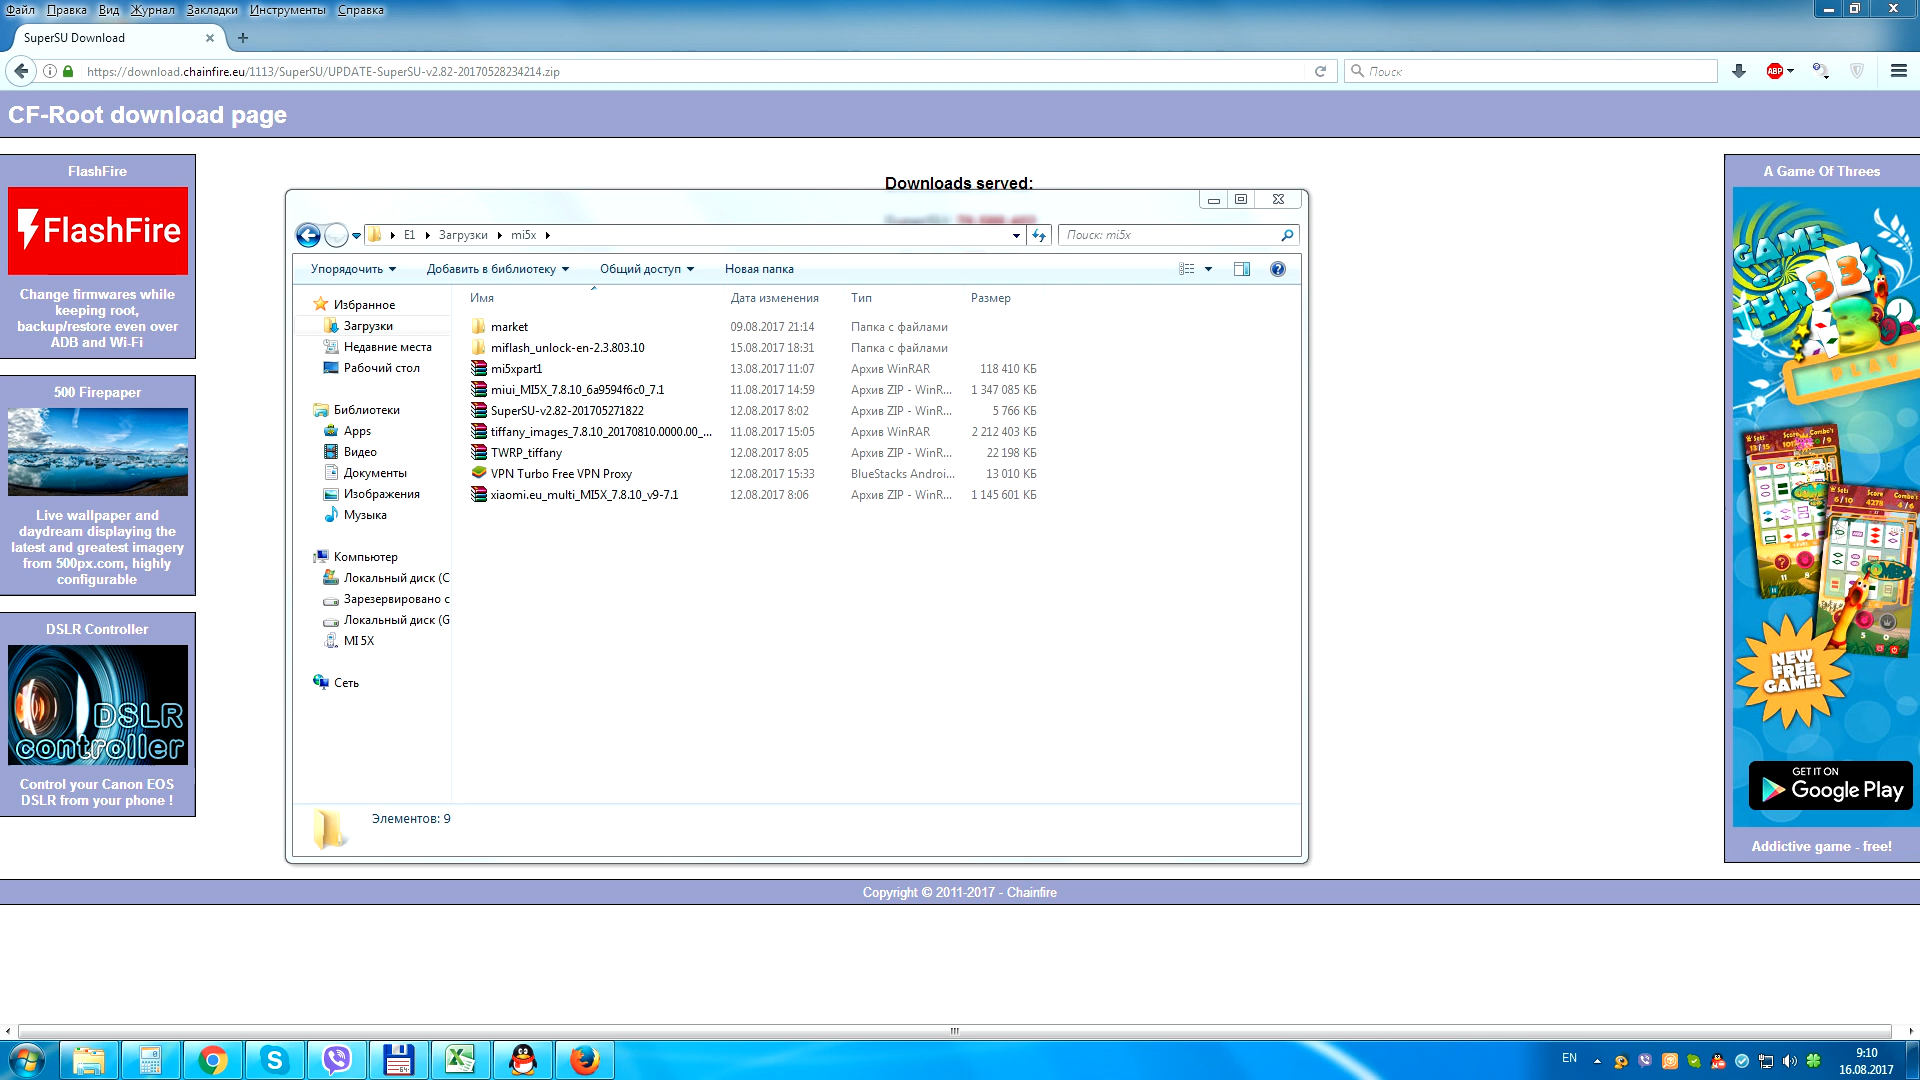 Файл Правка Вид Журнал Закладки Инструменты Справка
SuperSU Download
https://download.chainfire.eu/1113/SuperSU/UPDATE-SuperSU-v2.82-20170528234214.zip
Поиск
ABP
CF-Root download page
FlashFire
FlashFire
Change firmwares while
keeping root,
backup/restore even over
ADB and Wi-Fi
500 Firepaper
Live wallpaper and
daydream displaying the
latest and greatest imagery
from 500px.com, highly
configurable
DSLR Controller
DSLR
controller
Control your Canon EOS
DSLR from your phone !
Downloads served:
E1 Загрузки mi5x
Поиск: mi5x
Упорядочить Добавить в библиотеку Общий доступ Новая папка
Избранное
Загрузки
Недавние места
Рабочий стол
Библиотеки
Apps
Видео
Документы
Изображения
Музыка
Компьютер
Локальный диск (C
Зарезервировано с
Локальный диск (G
MI 5X
Сеть
Имя Дата изменения Тип Размер
market 09.08.2017 21:14 Папка с файлами
miflash_unlock-en-2.3.803.10 15.08.2017 18:31 Папка с файлами
mi5xpart1 13.08.2017 11:07 Архив WinRAR 118 410 КБ
miui_MI5X_7.8.10_6a9594f6c0_7.1 11.08.2017 14:59 Архив ZIP - WinR... 1 347 085 КБ
SuperSU-v2.82-201705271822 12.08.2017 8:02 Архив ZIP - WinR... 5 766 КБ
tiffany_images_7.8.10_20170810.0000.00_... 11.08.2017 15:05 Архив WinRAR 2 212 403 КБ
TWRP_tiffany 12.08.2017 8:05 Архив ZIP - WinR... 22 198 КБ
VPN Turbo Free VPN Proxy 12.08.2017 15:33 BlueStacks Androi... 13 010 КБ
xiaomi.eu_multi_MI5X_7.8.10_v9-7.1 12.08.2017 8:06 Архив ZIP - WinR... 1 145 601 КБ
Элементов: 9
A Game Of Threes
GAME
OF
THREES
PLAY
NEW
FREE
GAME!
GET IT ON
Google Play
Addictive game - free!
Copyright © 2011-2017 - Chainfire
EN
9:10
16.08.2017